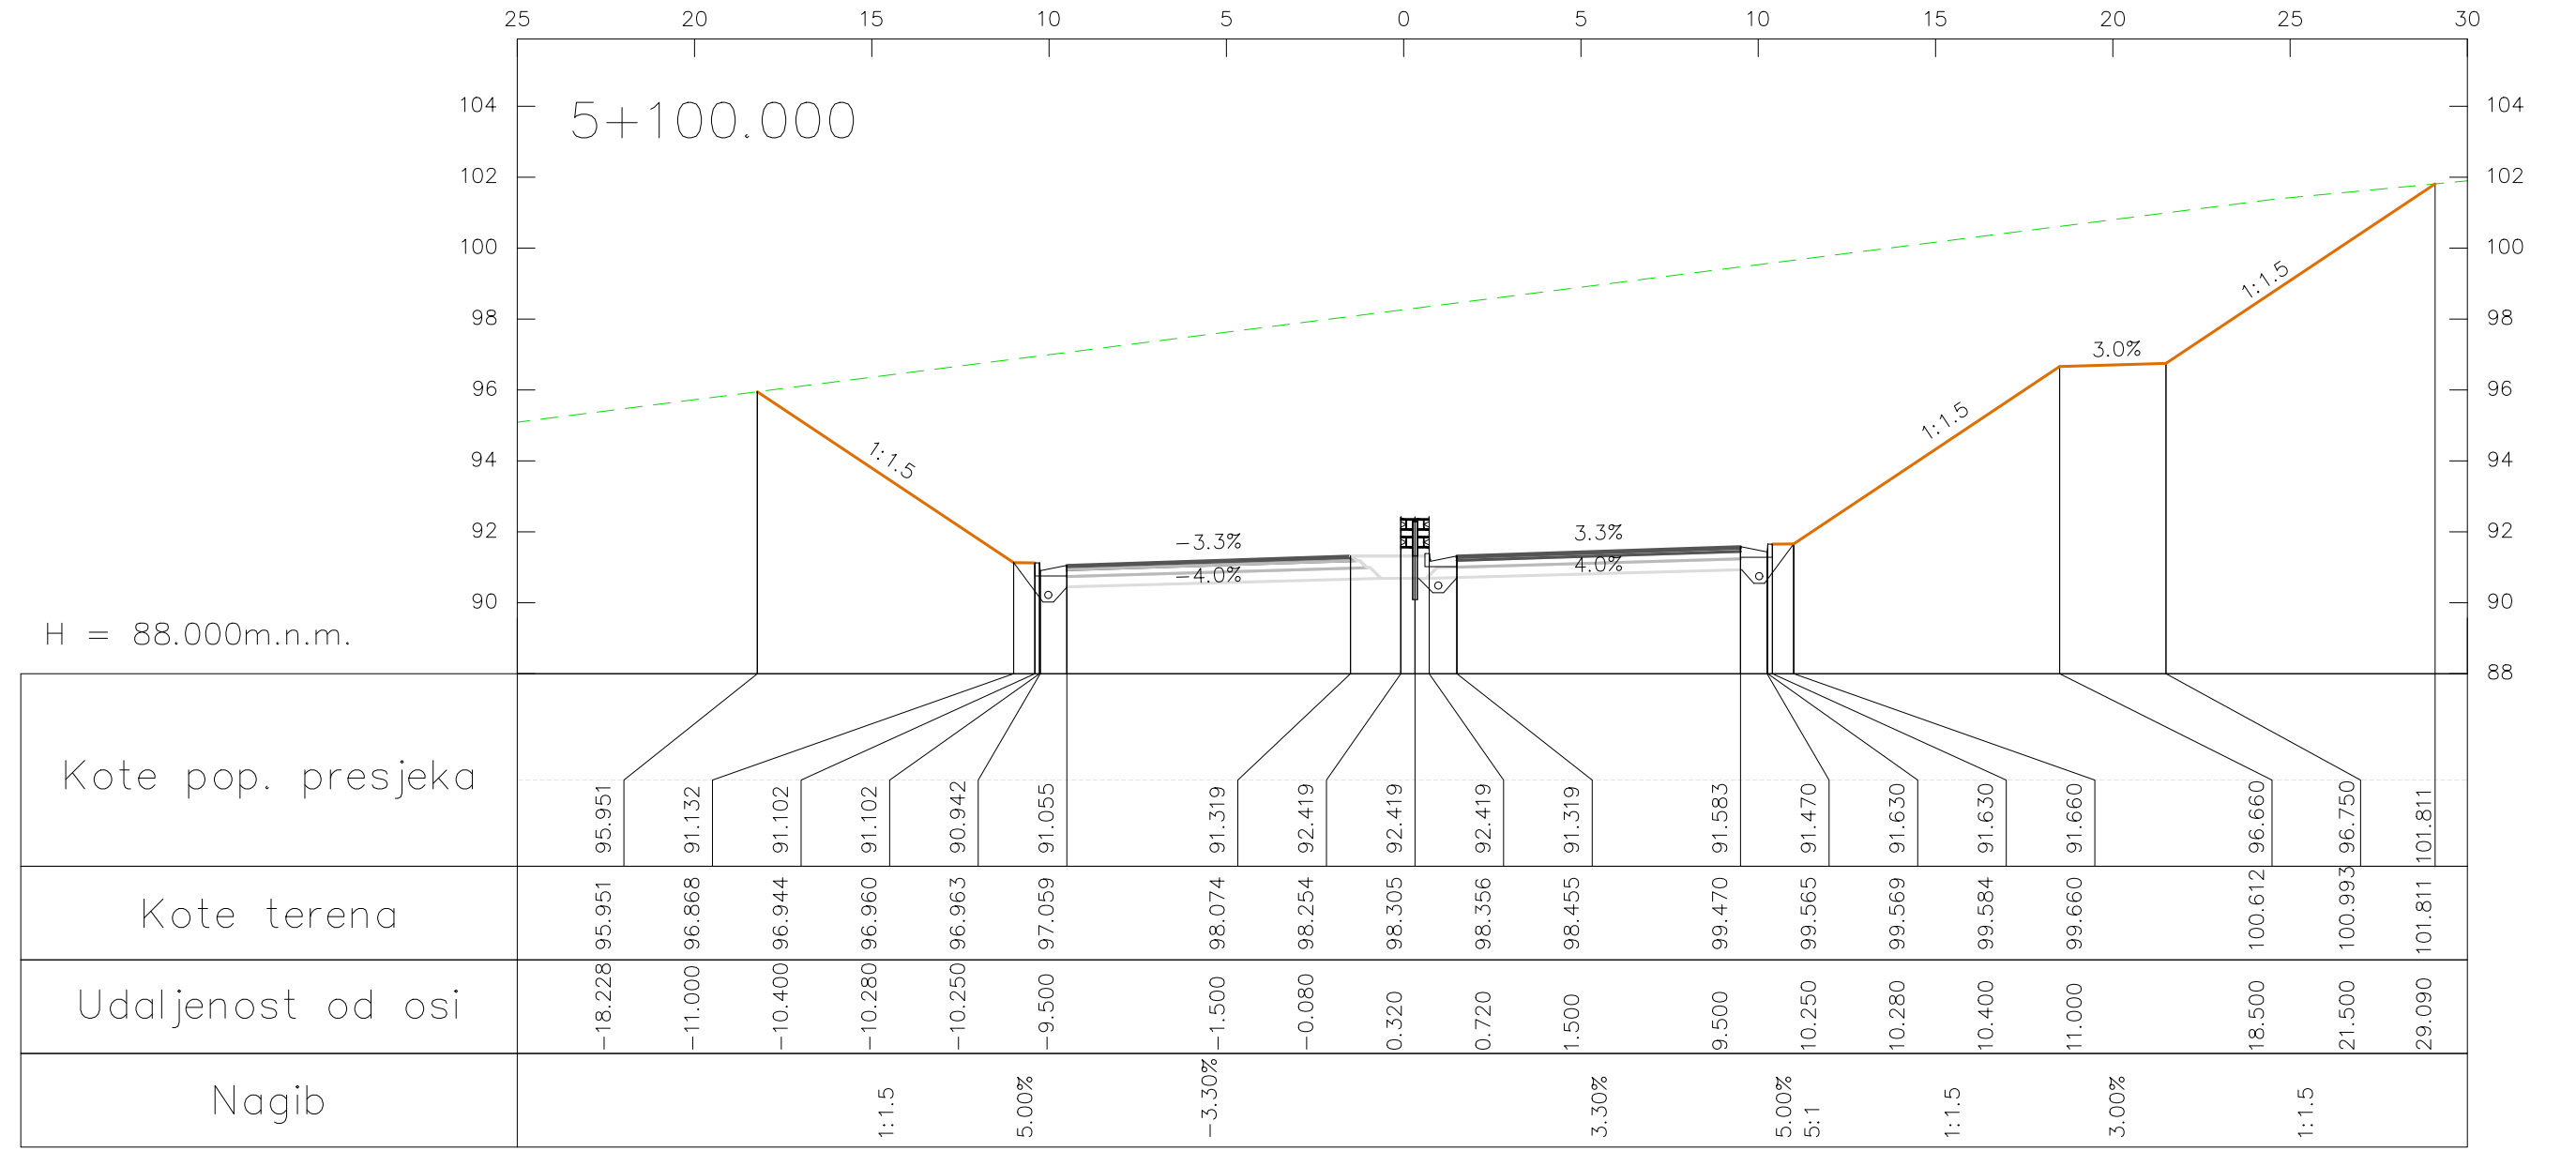 25 20 15 10 5 0 5 10 15 20 25 30
5+100.000
104 104
102 102
100 100
98 98
96 96
94 94
92 92
90 90
88
1:1.5
-3.3%
-4.0%
3.3%
4.0%
1:1.5
3.0%
1:1.5
H = 88.000m.n.m.
Kote pop. presjeka
95.951 91.132 91.102 91.102 90.942 91.055 91.319 92.419 92.419 92.419 91.319 91.583 91.470 91.630 91.630 91.660 96.660 96.750 101.811
Kote terena
95.951 96.868 96.944 96.960 96.963 97.059 98.074 98.254 98.305 98.356 98.455 99.470 99.565 99.569 99.584 99.660 100.612 100.993 101.811
Udaljenost od osi
-18.228 -11.000 -10.400 -10.280 -10.250 -9.500 -1.500 -0.080 0.320 0.720 1.500 9.500 10.250 10.280 10.400 11.000 18.500 21.500 29.090
Nagib
1:1.5 5.00% -3.30% 3.30% 5.00% 5:1 1:1.5 3.00% 1:1.5